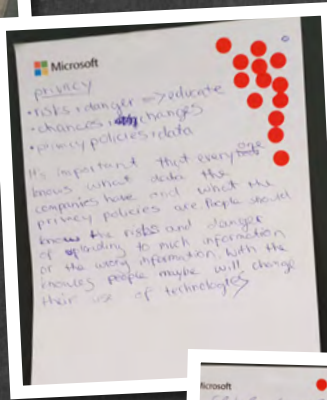 Microsoft
privacy
• risks + danger => educate
• chances + changes
• privacy policies + data
It's important that everyone
knows what data the
companies have and what the
privacy policies are. People should
know the risks and danger
of spending to much information
or the wrong information. With the
knowledge people maybe will change
their use of technologies
Microsoft